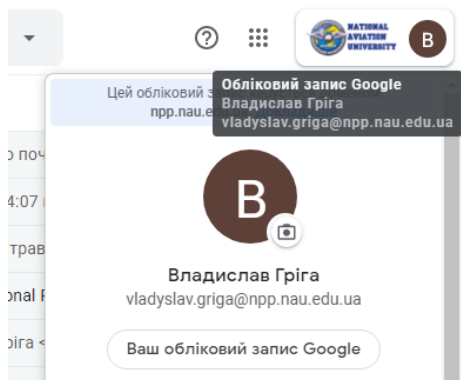 NATIONAL
AVIATION
UNIVERSITY
В
Обліковий запис Google
Владислав Гріга
vladyslav.griga@npp.nau.edu.ua
Цей обліковий
npp.nau.
о поч
4:07
трав
onal
ріга <
В
Владислав Гріга
vladyslav.griga@npp.nau.edu.ua
Ваш обліковий запис Google